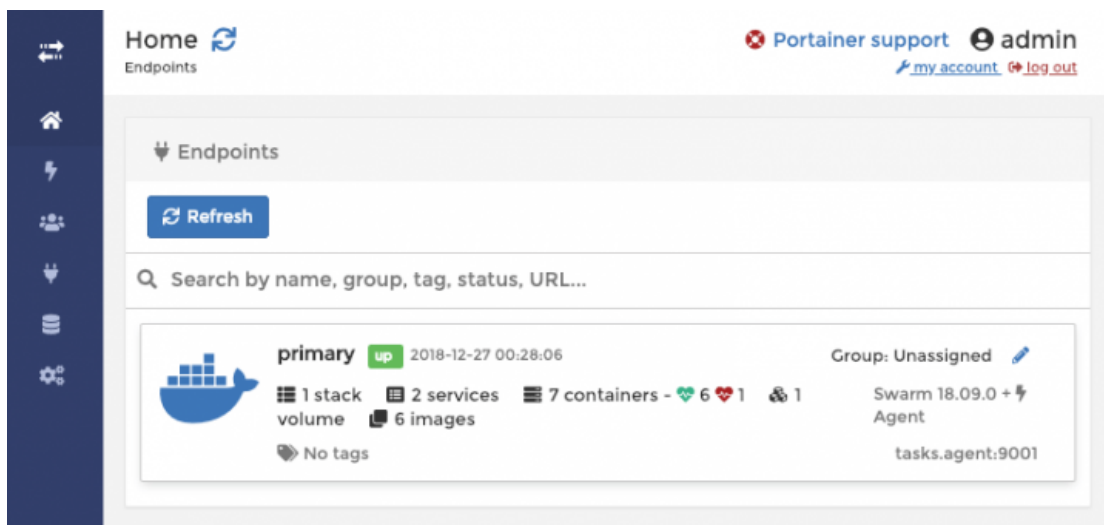 Home
Portainer support admin
Endpoints
my account log out
Endpoints
Refresh
Search by name, group, tag, status, URL...
primary up 2018-12-27 00:28:06
Group: Unassigned
1 stack 2 services 7 containers - 6 1 1
volume 6 images
Swarm 18.09.0 +
Agent
No tags
tasks.agent:9001